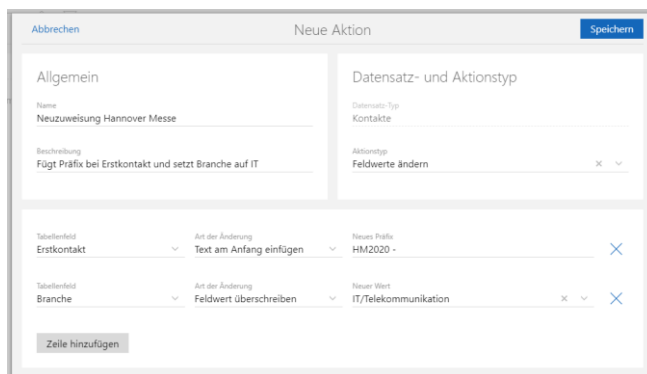 Abbrechen Neue Aktion Speichern
Allgemein
Name
Neuzuweisung Hannover Messe
Beschreibung
Fügt Präfix bei Erstkontakt und setzt Branche auf IT
Datensatz- und Aktionstyp
Datensatz-Typ
Kontakte
Aktionstyp
Feldwerte ändern
Tabellenfeld Art der Änderung Neues Präfix
Erstkontakt Text am Anfang einfügen HM2020 -
Tabellenfeld Art der Änderung Neuer Wert
Branche Feldwert überschreiben IT/Telekommunikation
Zeile hinzufügen